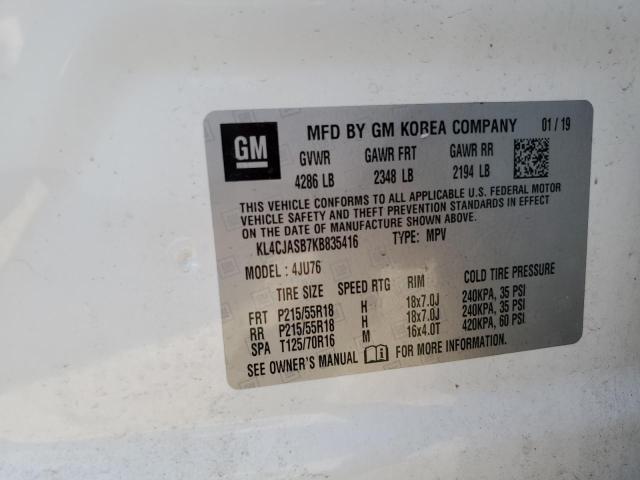 GM
MFD BY GM KOREA COMPANY 01/19
GVWR GAWR FRT GAWR RR
4286 LB 2348 LB 2194 LB
THIS VEHICLE CONFORMS TO ALL APPLICABLE U.S. FEDERAL MOTOR
VEHICLE SAFETY AND THEFT PREVENTION STANDARDS IN EFFECT ON
THE DATE OF MANUFACTURE SHOWN ABOVE.
KL4CJASB7KB835416 TYPE: MPV
MODEL: 4JU76
TIRE SIZE SPEED RTG RIM COLD TIRE PRESSURE
FRT P215/55R18 H 18x7.0J 240KPA, 35 PSI
RR P215/55R18 H 18x7.0J 240KPA, 35 PSI
SPA T125/70R16 M 16x4.0T 420KPA, 60 PSI
SEE OWNER'S MANUAL FOR MORE INFORMATION.